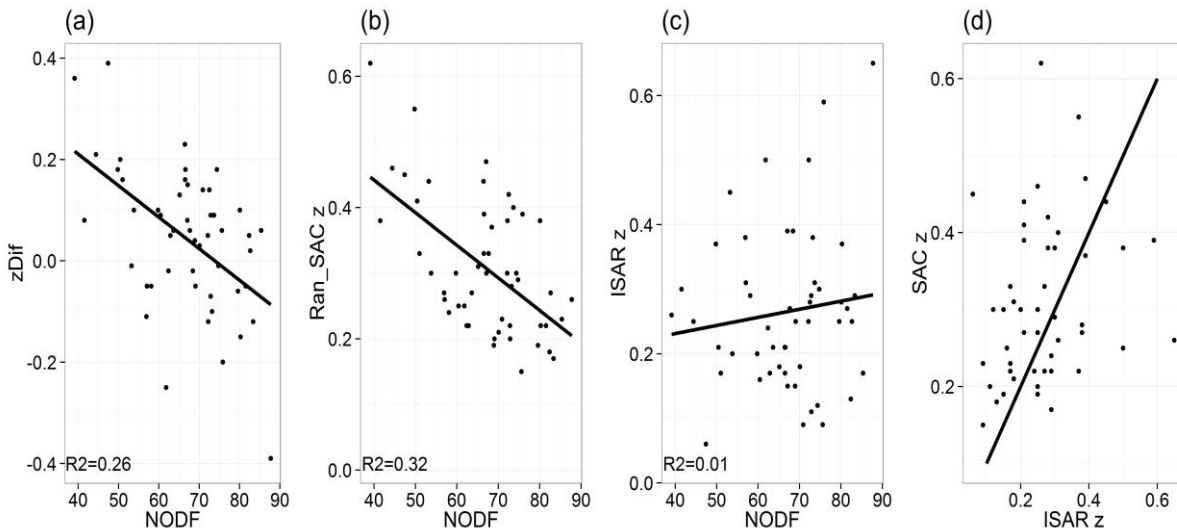 (a)
zDif
0.4
0.2
0.0
-0.2
-0.4
R2=0.26
40 50 60 70 80 90
NODF
(b)
Ran_SAC z
0.6
0.4
0.2
0.0
R2=0.32
40 50 60 70 80 90
NODF
(c)
ISAR z
0.6
0.4
0.2
0.0
R2=0.01
40 50 60 70 80 90
NODF
(d)
SAC z
0.6
0.4
0.2
0.2 0.4 0.6
ISAR z